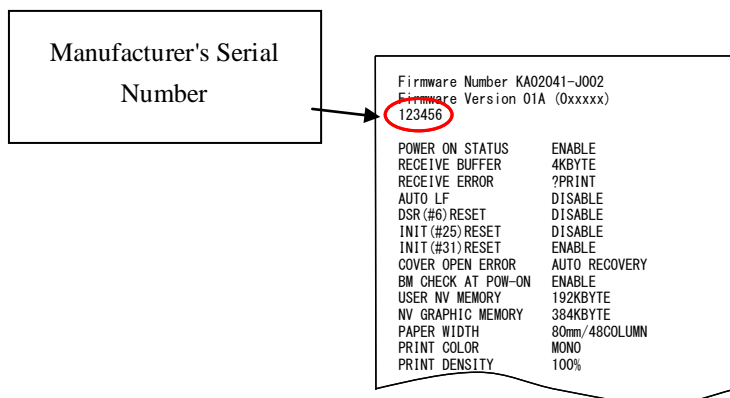 Manufacturer's Serial
Number
Firmware Number KA02041-J002
Firmware Version 01A (0xxxxx)
123456
POWER ON STATUS ENABLE
RECEIVE BUFFER 4KBYTE
RECEIVE ERROR ?PRINT
AUTO LF DISABLE
DSR(#6)RESET DISABLE
INIT(#25)RESET DISABLE
INIT(#31)RESET ENABLE
COVER OPEN ERROR AUTO RECOVERY
BM CHECK AT POW-ON ENABLE
USER NV MEMORY 192KBYTE
NV GRAPHIC MEMORY 384KBYTE
PAPER WIDTH 80mm/48COLUMN
PRINT COLOR MONO
PRINT DENSITY 100%